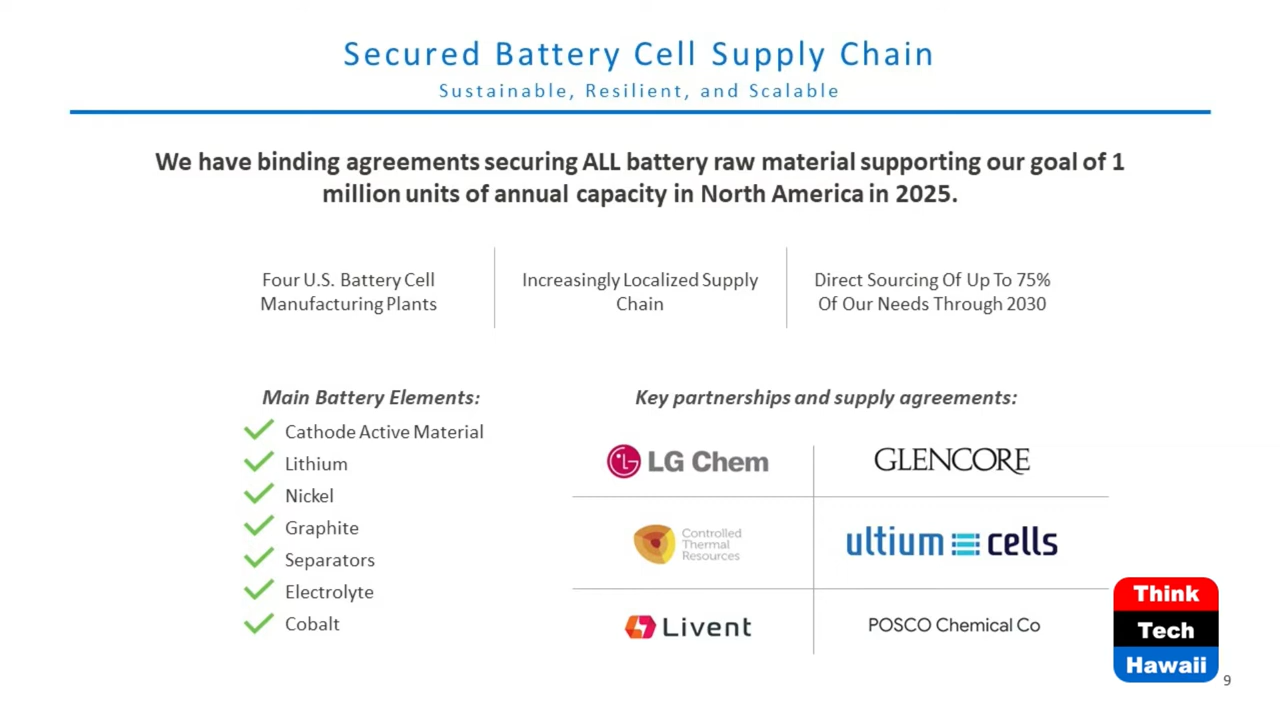 Secured Battery Cell Supply Chain
Sustainable, Resilient, and Scalable
We have binding agreements securing ALL battery raw material supporting our goal of 1
million units of annual capacity in North America in 2025.
Four U.S. Battery Cell
Manufacturing Plants
Increasingly Localized Supply
Chain
Direct Sourcing Of Up To 75%
Of Our Needs Through 2030
Main Battery Elements:
Cathode Active Material
Lithium
Nickel
Graphite
Separators
Electrolyte
Cobalt
Key partnerships and supply agreements:
LG Chem
GLENCORE
Controlled
Thermal
Resources
ultium cells
Livent
POSCO Chemical Co
Think
Tech
Hawaii
9